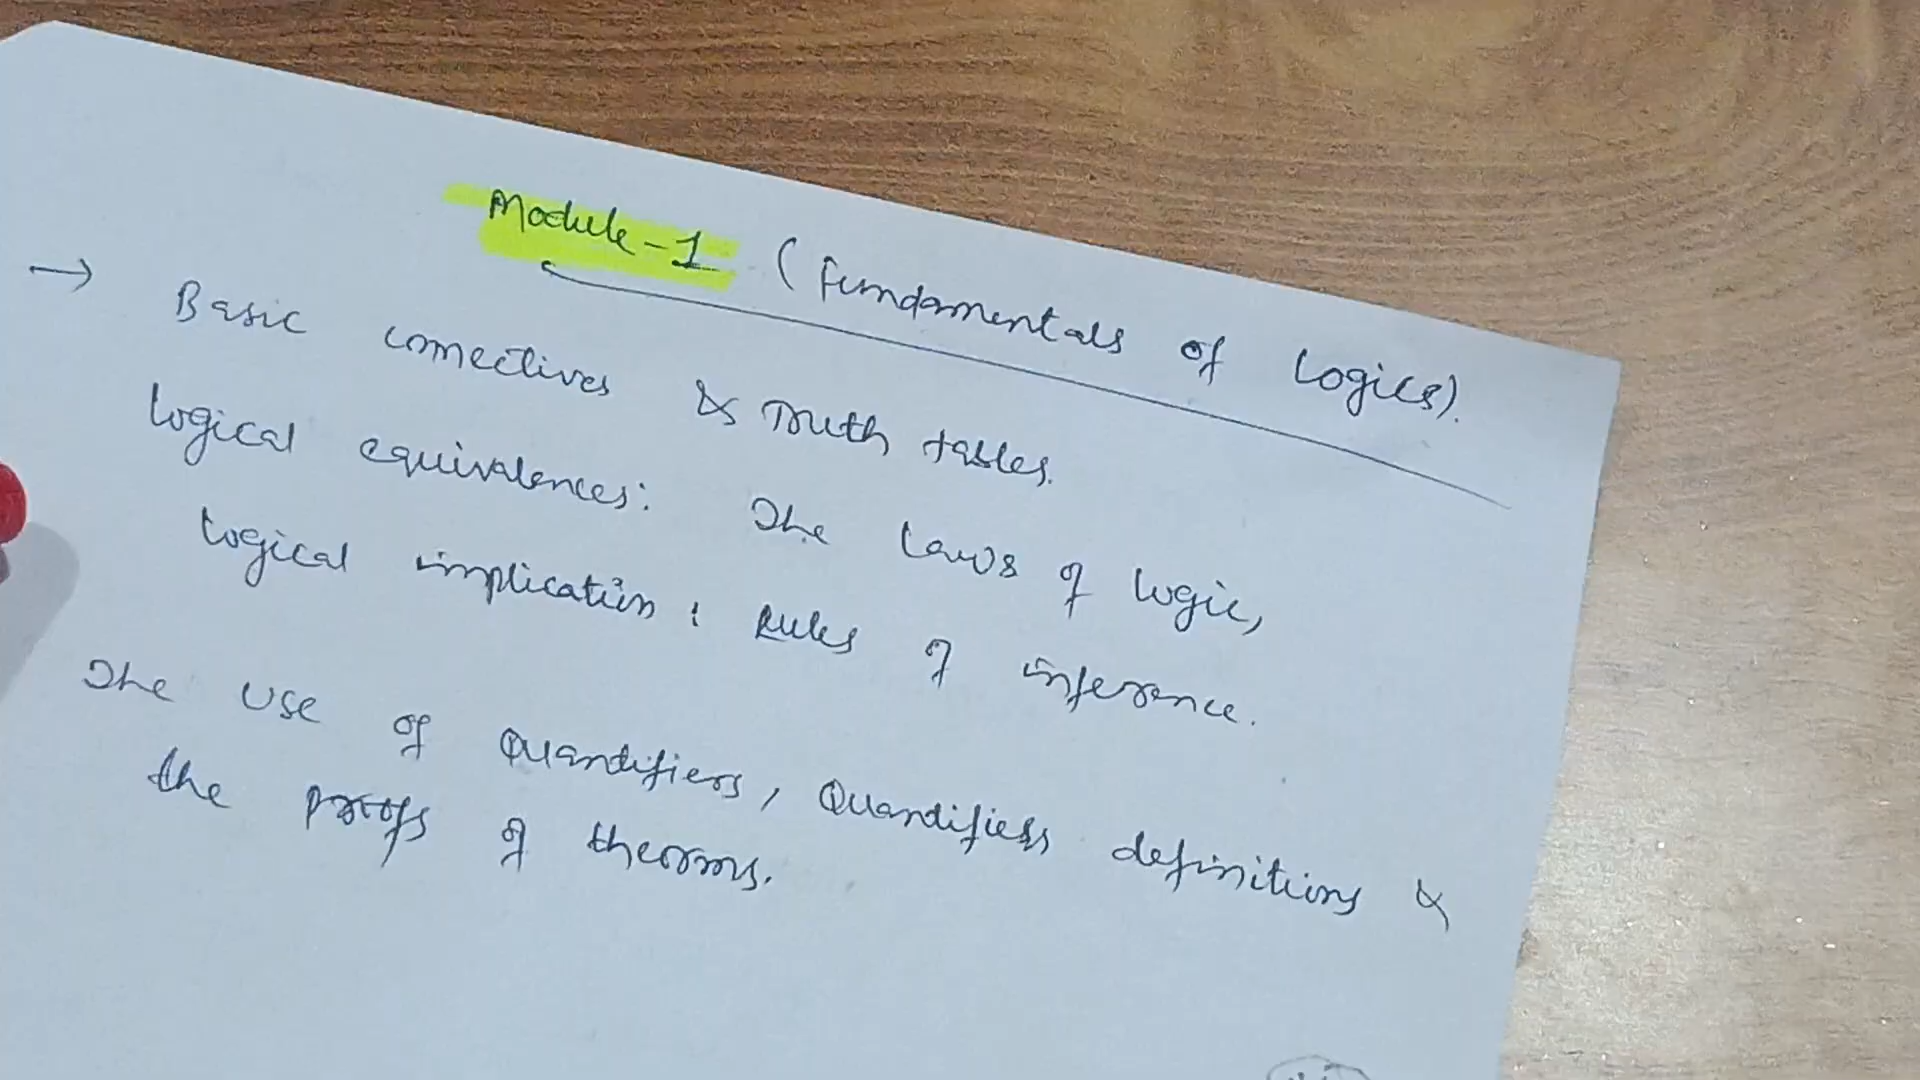 Module-1 (Fundamentals of Logics).
→ Basic connectives & Truth tables.
Logical equivalences: The Laws of logic,
Logical implication: Rules of inference.
The use of Quantifiers, Quantifiers definitions &
the proofs of theorms.